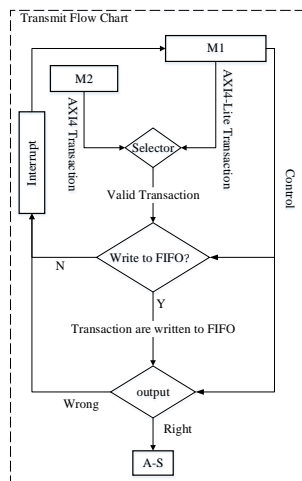 Transmit Flow Chart
M1
M2
AXI4 Transaction
AXI4-Lite Transaction
Interrupt
Selector
Control
Valid Transaction
Write to FIFO?
N
Y
Transaction are written to FIFO
output
Wrong
Right
A-S